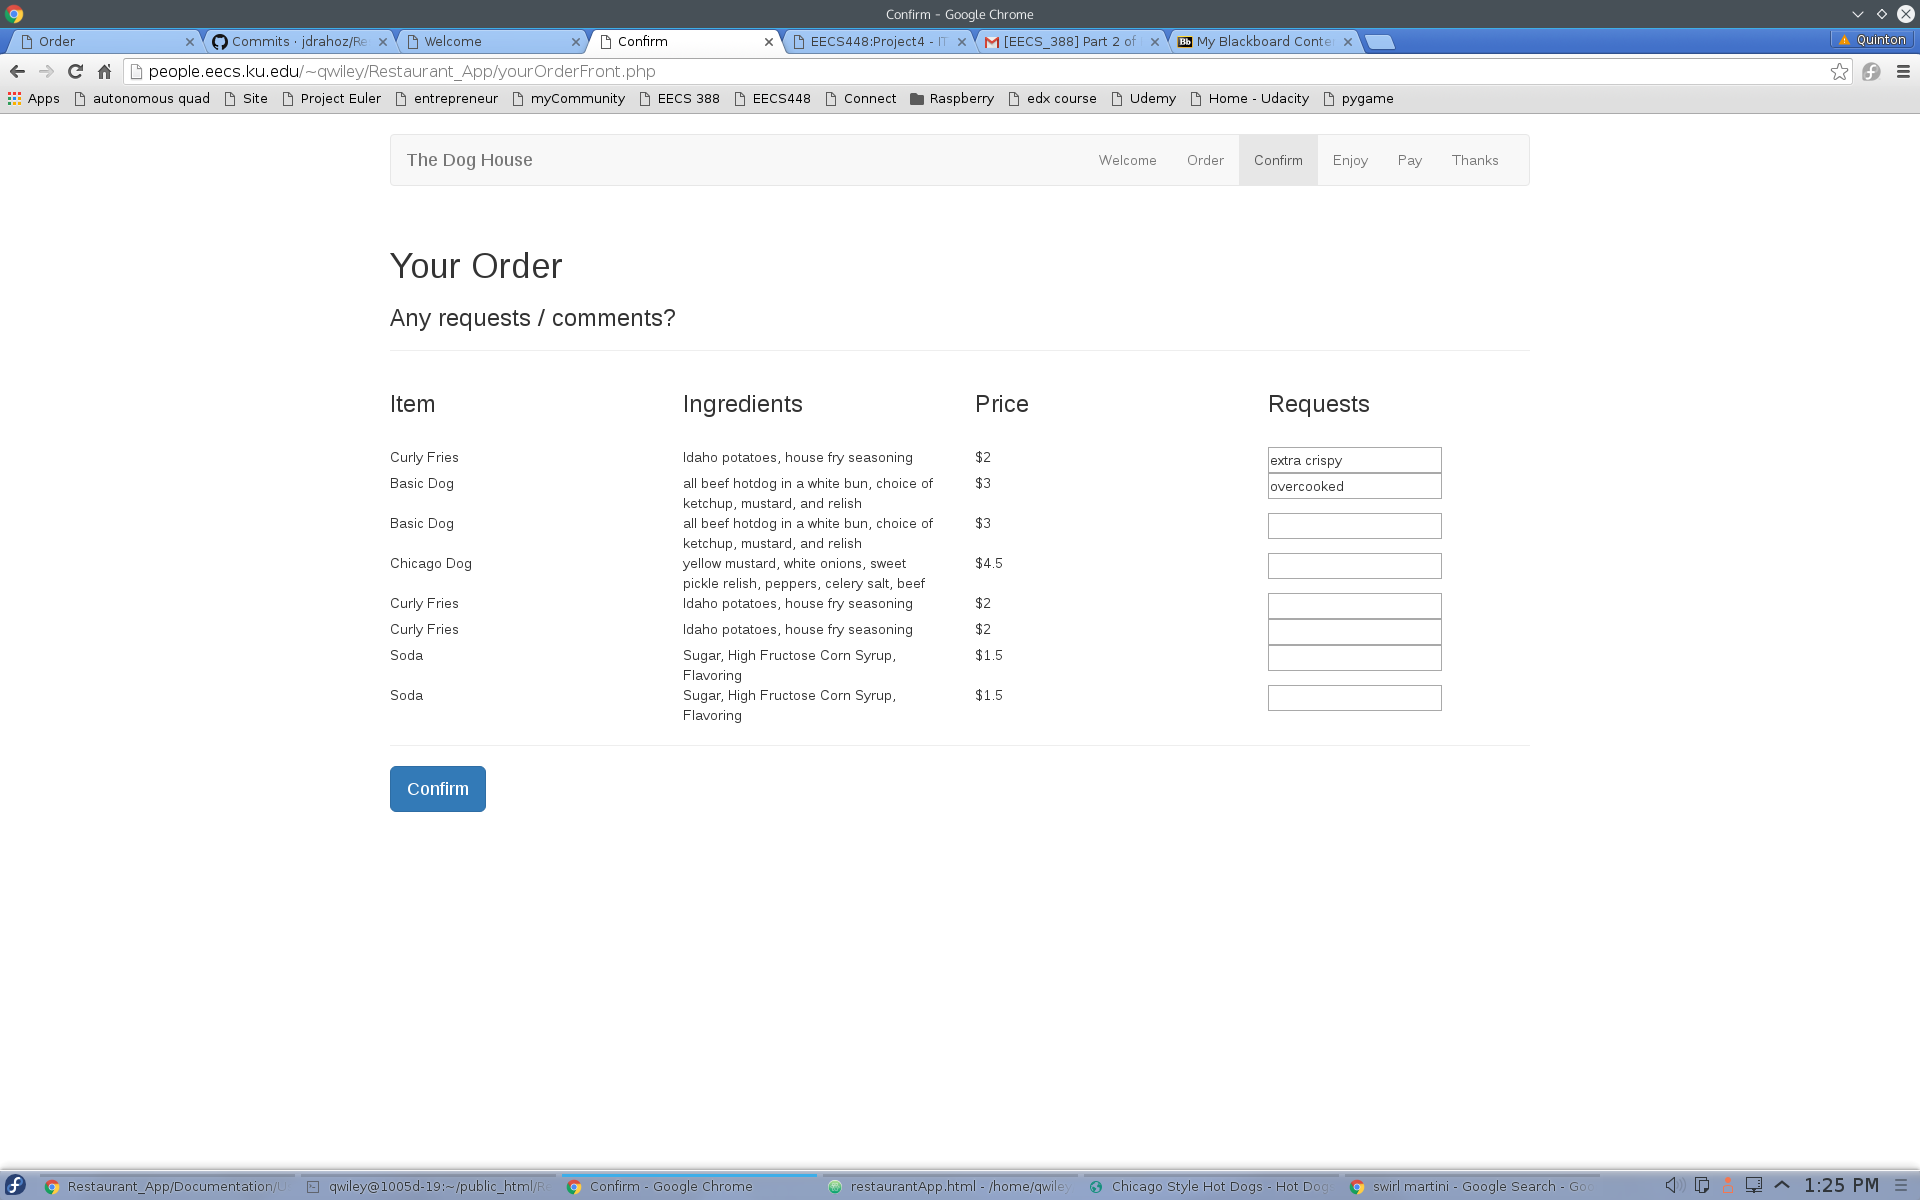 Confirm - Google Chrome
Order
Commits · jdrahoz/Re
Welcome
Confirm
EECS448:Project4 - IT
[EECS_388] Part 2 of
My Blackboard Conte
Quinton
people.eecs.ku.edu/~qwiley/Restaurant_App/yourOrderFront.php
Apps autonomous quad Site Project Euler entrepreneur myCommunity EECS 388 EECS448 Connect Raspberry edx course Udemy Home - Udacity pygame
The Dog House Welcome Order Confirm Enjoy Pay Thanks
Your Order
Any requests / comments?
Item Ingredients Price Requests
Curly Fries Idaho potatoes, house fry seasoning $2 extra crispy
Basic Dog all beef hotdog in a white bun, choice of $3 overcooked
ketchup, mustard, and relish
Basic Dog all beef hotdog in a white bun, choice of $3
ketchup, mustard, and relish
Chicago Dog yellow mustard, white onions, sweet $4.5
pickle relish, peppers, celery salt, beef
Curly Fries Idaho potatoes, house fry seasoning $2
Curly Fries Idaho potatoes, house fry seasoning $2
Soda Sugar, High Fructose Corn Syrup, $1.5
Flavoring
Soda Sugar, High Fructose Corn Syrup, $1.5
Flavoring
Confirm
Restaurant_App/Documentation/U
qwiley@1005d-19:~/public_html/R
Confirm - Google Chrome
restaurantApp.html - /home/qwiley
Chicago Style Hot Dogs - Hot Dog
swirl martini - Google Search - Goo
1:25 PM